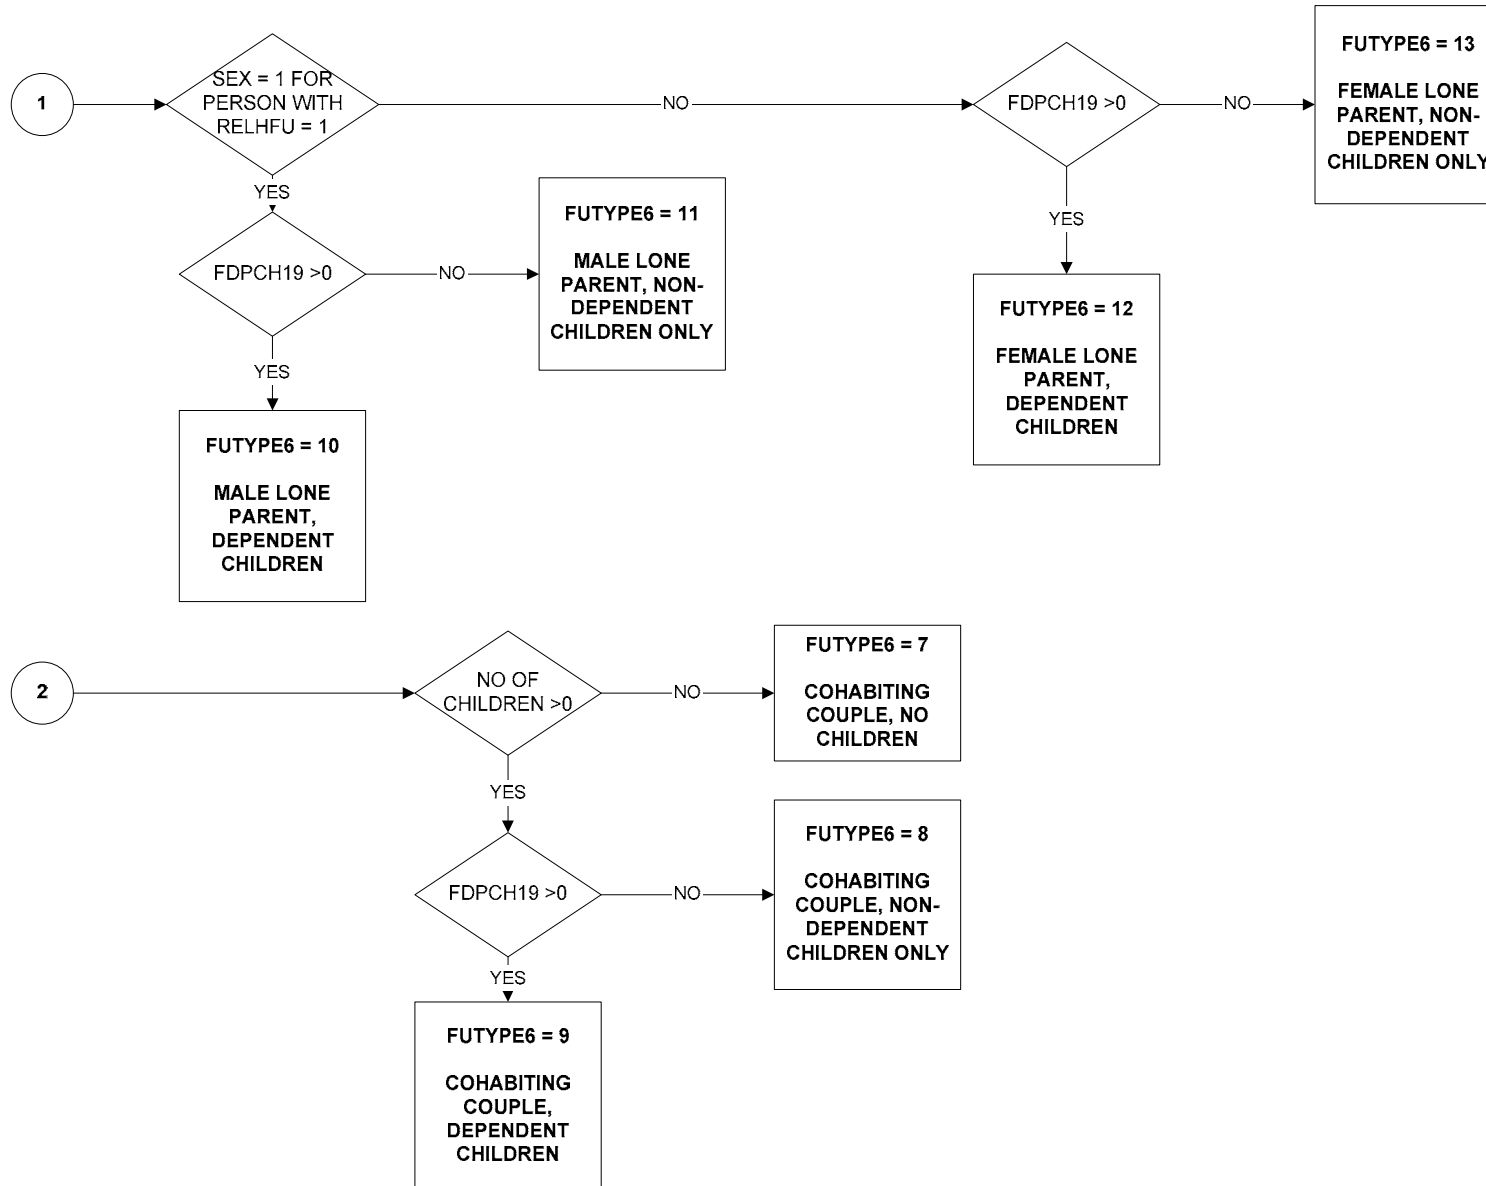 1
SEX = 1 FOR
PERSON WITH
RELHFU = 1
NO
FDPCH19 >0
NO
FUTYPE6 = 13
FEMALE LONE
PARENT, NON-
DEPENDENT
CHILDREN ONLY
YES
FDPCH19 >0
NO
FUTYPE6 = 11
MALE LONE
PARENT, NON-
DEPENDENT
CHILDREN ONLY
YES
FUTYPE6 = 12
FEMALE LONE
PARENT,
DEPENDENT
CHILDREN
YES
FUTYPE6 = 10
MALE LONE
PARENT,
DEPENDENT
CHILDREN
2
NO OF
CHILDREN >0
NO
FUTYPE6 = 7
COHABITING
COUPLE, NO
CHILDREN
YES
FDPCH19 >0
NO
FUTYPE6 = 8
COHABITING
COUPLE, NON-
DEPENDENT
CHILDREN ONLY
YES
FUTYPE6 = 9
COHABITING
COUPLE,
DEPENDENT
CHILDREN